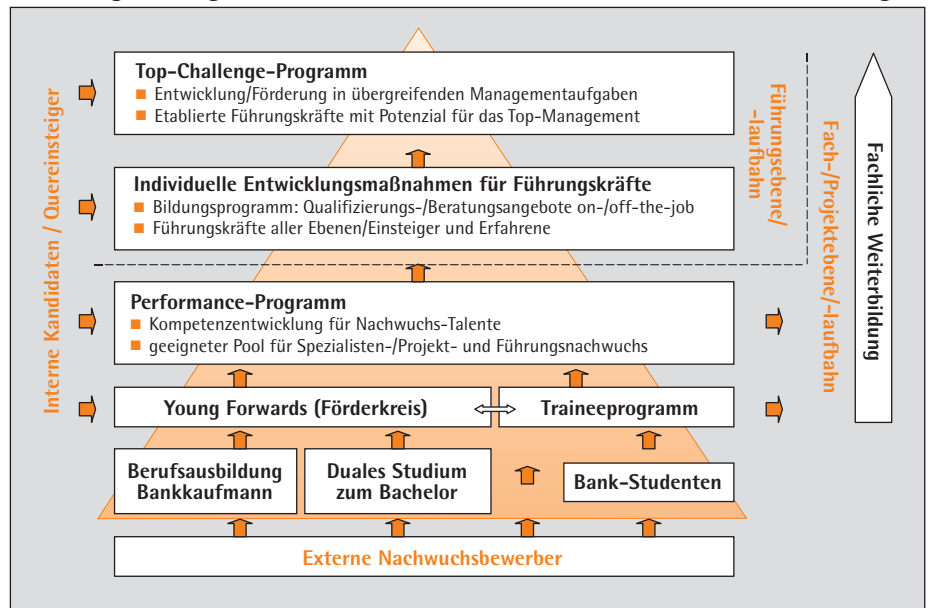 Top-Challenge-Programm
Entwicklung/Förderung in übergreifenden Managementaufgaben
Etablierte Führungskräfte mit Potenzial für das Top-Management
Individuelle Entwicklungsmaßnahmen für Führungskräfte
Bildungsprogramm: Qualifizierungs-/Beratungsangebote on-/off-the-job
Führungskräfte aller Ebenen/Einsteiger und Erfahrene
Performance-Programm
Kompetenzentwicklung für Nachwuchs-Talente
geeigneter Pool für Spezialisten-/Projekt- und Führungsnachwuchs
Young Forwards (Förderkreis)
Traineeprogramm
Berufsausbildung
Bankkaufmann
Duales Studium
zum Bachelor
Bank-Studenten
Externe Nachwuchsbewerber
Interne Kandidaten / Quereinsteiger
Führungsebene/
-laufbahn
Fach-/Projektebene/-laufbahn
Fachliche Weiterbildung